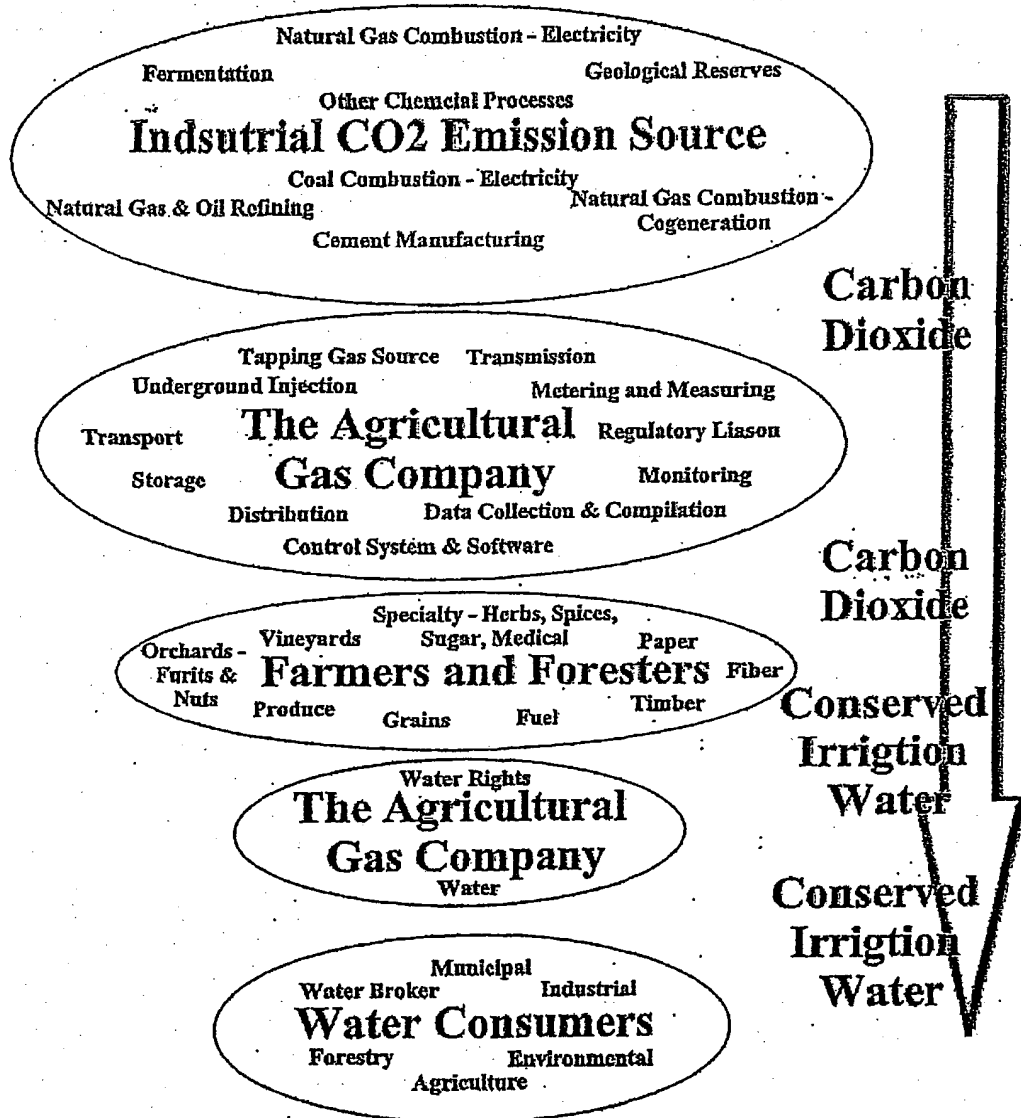 Natural Gas Combustion - Electricity
Fermentation
Geological Reserves
Other Chemcial Processes
Indsutrial CO2 Emission Source
Coal Combustion - Electricity
Natural Gas & Oil Refining
Natural Gas Combustion -
Cogeneration
Cement Manufacturing
Carbon
Dioxide
Tapping Gas Source
Transmission
Underground Injection
Metering and Measuring
Transport
The Agricultural
Gas Company
Regulatory Liason
Storage
Monitoring
Distribution
Data Collection & Compilation
Control System & Software
Carbon
Dioxide
Specialty - Herbs, Spices,
Sugar, Medical
Vineyards
Paper
Orchards -
Furits &
Nuts
Farmers and Foresters
Fiber
Produce
Grains
Fuel
Timber
Conserved
Irrigtion
Water
Water Rights
The Agricultural
Gas Company
Water
Conserved
Irrigtion
Water
Municipal
Water Broker
Industrial
Water Consumers
Forestry
Environmental
Agriculture